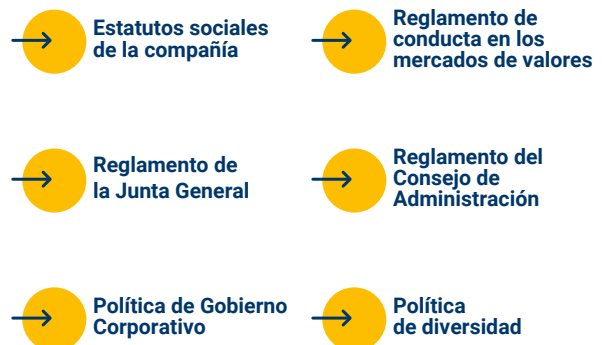 Estatutos sociales
de la compañía
Reglamento de
conducta en los
mercados de valores
Reglamento de
la Junta General
Reglamento del
Consejo de
Administración
Política de Gobierno
Corporativo
Política
de diversidad